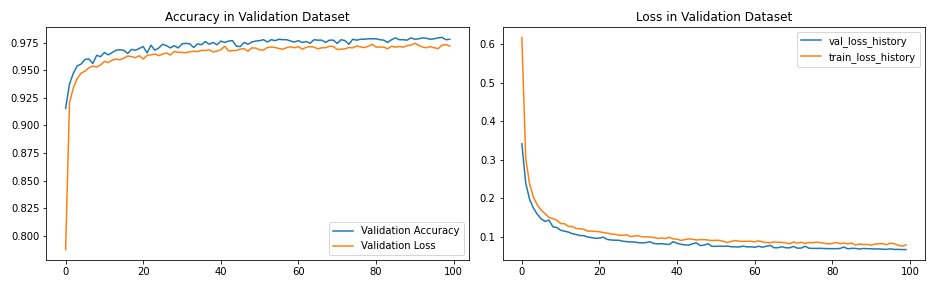 Accuracy in Validation Dataset
0.975
0.950
0.925
0.900
0.875
0.850
0.825
0.800
0 20 40 60 80 100
Validation Accuracy
Validation Loss
Loss in Validation Dataset
0.6
0.5
0.4
0.3
0.2
0.1
0 20 40 60 80 100
val_loss_history
train_loss_history